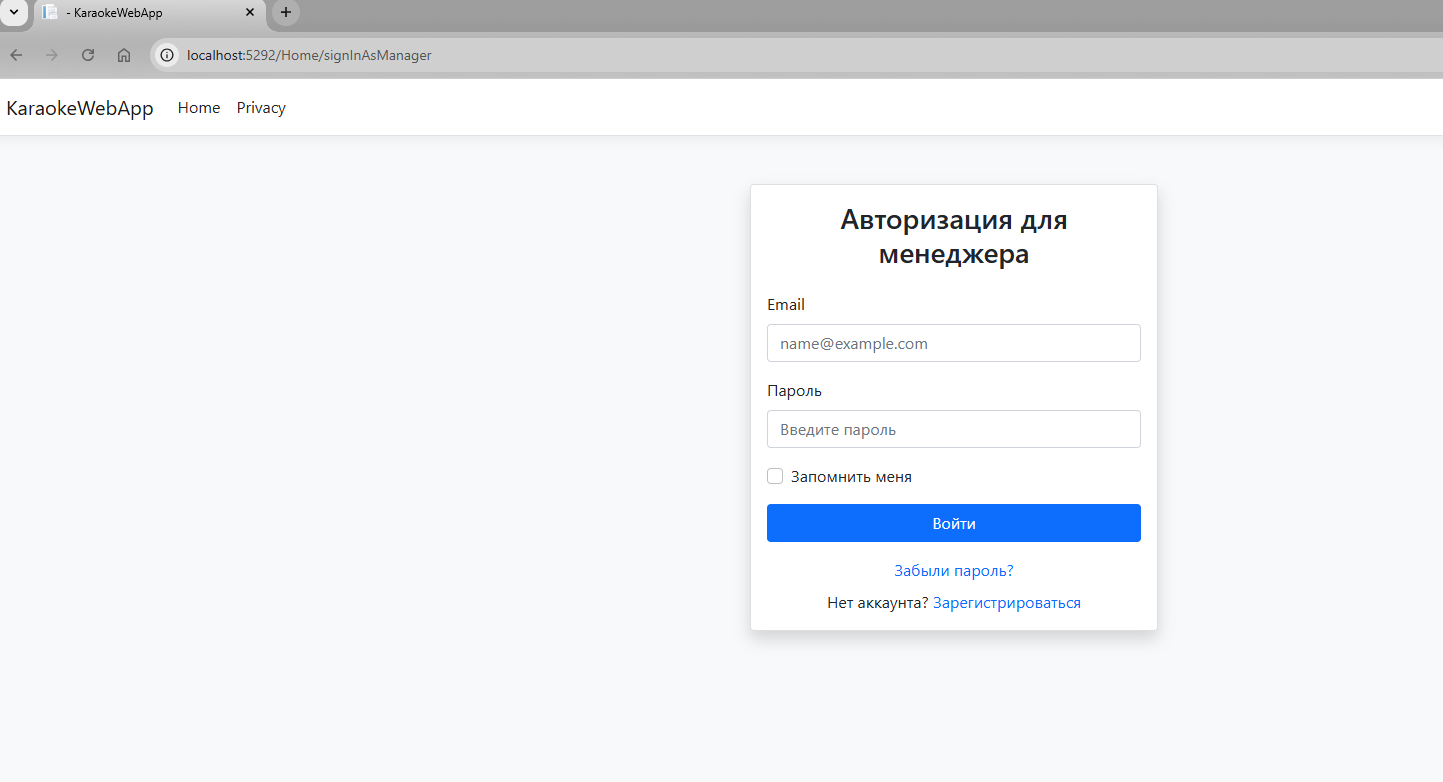 - KaraokeWebApp
localhost:5292/Home/signInAsManager
KaraokeWebApp Home Privacy
Авторизация для
менеджера
Email
name@example.com
Пароль
Введите пароль
Запомнить меня
Войти
Забыли пароль?
Нет аккаунта? Зарегистрироваться